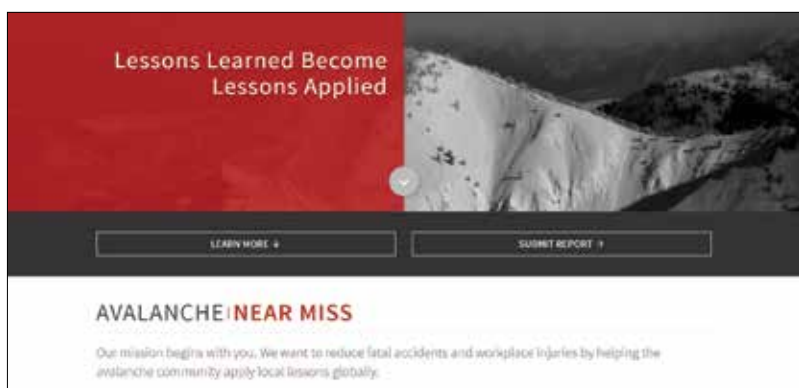 Lessons Learned Become
Lessons Applied
LEARN MORE ↓
SUBMIT REPORT →
AVALANCHE|NEAR MISS
Our mission begins with you. We want to reduce fatal accidents and workplace injuries by helping the
avalanche community apply local lessons globally.